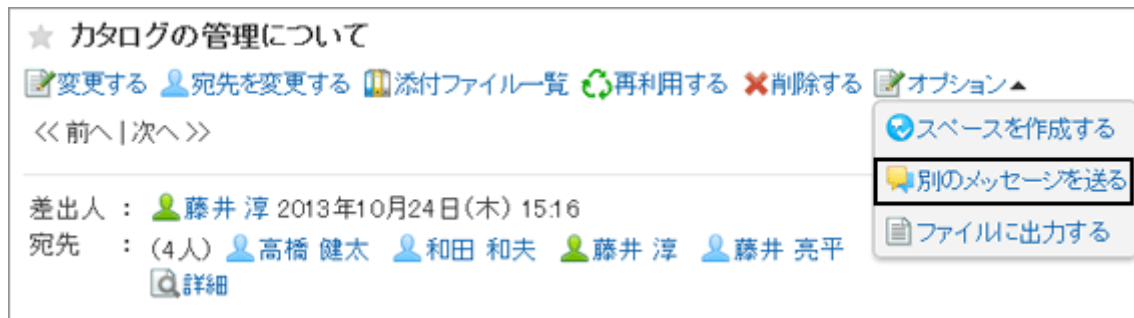 カタログの管理について
変更する 宛先を変更する 添付ファイル一覧 再利用する 削除する オプション▲
≪前へ | 次へ≫
スペースを作成する
別のメッセージを送る
ファイルに出力する
差出人 : 藤井 淳 2013年10月24日(木) 15:16
宛先 : (4人) 高橋 健太 和田 和夫 藤井 淳 藤井 亮平
詳細